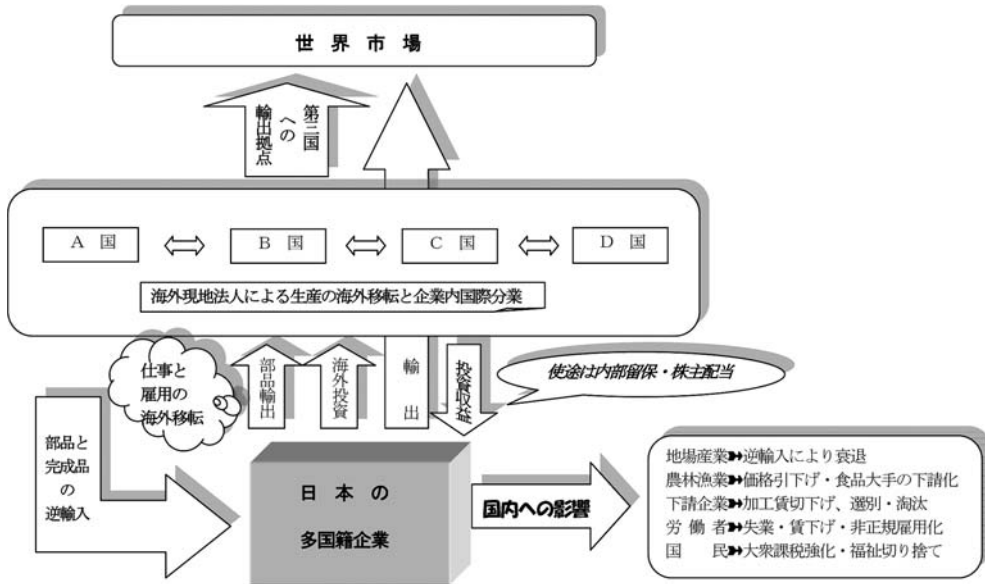 世界市場
第三国
への
輸出拠点
A 国
B 国
C 国
D 国
海外現地法人による生産の海外移転と企業内国際分業
仕事と
雇用の
海外移転
部品輸出
海外投資
輸出
使途は内部留保・株主配当
部品と
完成品
の
逆輸入
日本の
多国籍企業
国内への影響
地場産業➽逆輸入により衰退
農林漁業➽価格引下げ・食品大手の下請化
下請企業➽加工賃切下げ、選別・淘汰
労働者➽失業・賃下げ・非正規雇用化
国民➽大衆課税強化・福祉切り捨て